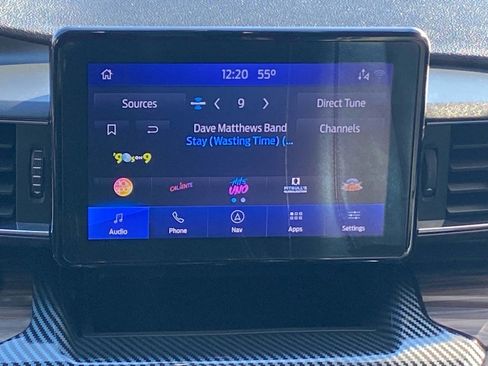 12:20 55°
Sources 9 Direct Tune
Dave Matthews Band Channels
Stay (Wasting Time) (...
'90s on 9
CALIENTE HITS UNO PITBULL'S
Audio Phone Nav Apps Settings